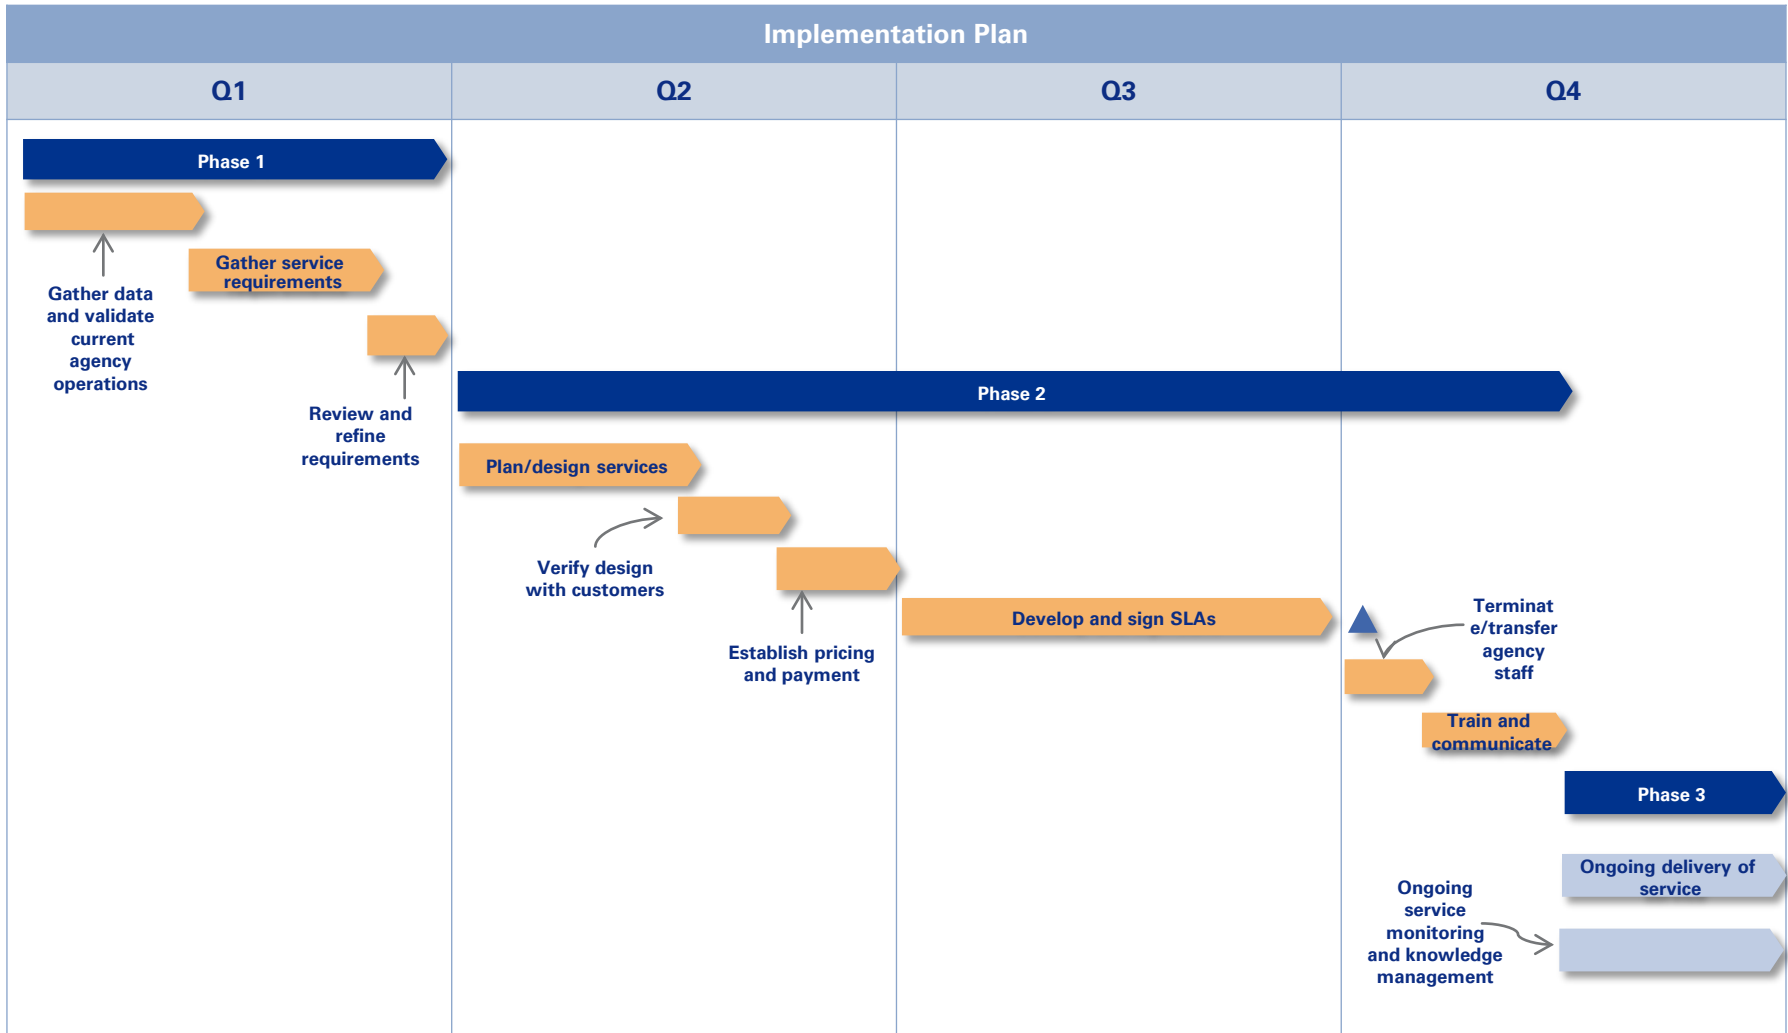 Implementation Plan
Q1
Q2
Q3
Q4
Phase 1
Gather service
requirements
Gather data
and validate
current
agency
operations
Review and
refine
requirements
Phase 2
Plan/design services
Verify design
with customers
Establish pricing
and payment
Develop and sign SLAs
Terminat
e/transfer
agency
staff
Train and
communicate
Phase 3
Ongoing delivery of
service
Ongoing
service
monitoring
and knowledge
management